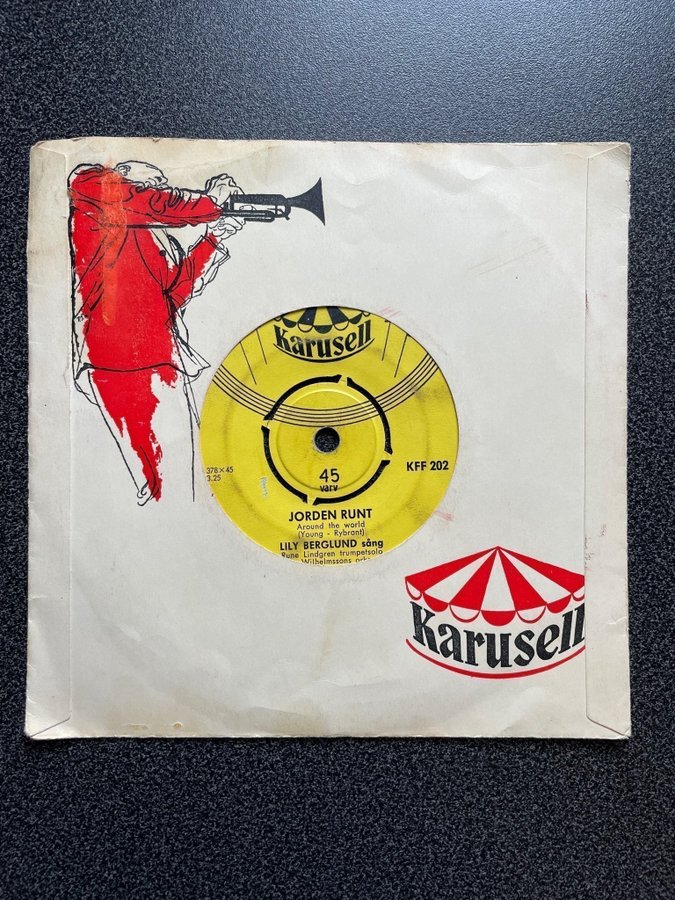 Karusell
378×45
3.25
45
varv
KFF 202
JORDEN RUNT
Around the world
(Young - Rybrant)
LILY BERGLUND sång
Rune Lindgren trumpetsolo
Wilhelmssons
Karusell